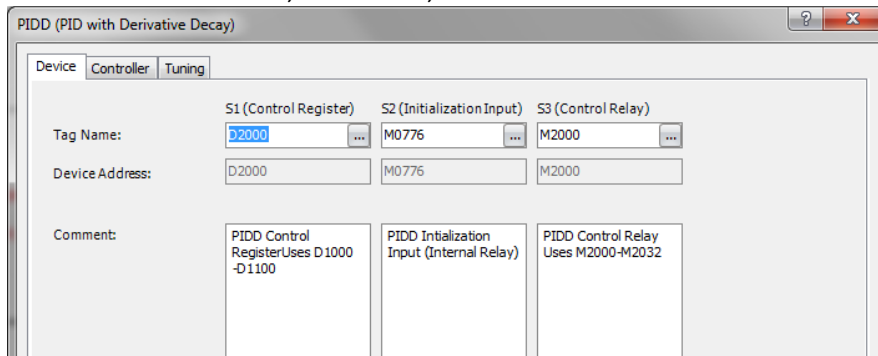 PIDD (PID with Derivative Decay)
Device Controller Tuning
S1 (Control Register) S2 (Initialization Input) S3 (Control Relay)
Tag Name: D2000 ... M0776 ... M2000 ...
Device Address: D2000 M0776 M2000
Comment: PIDD Control PIDD Intialization PIDD Control Relay
RegisterUses D1000 Input (Internal Relay) Uses M2000-M2032
-D1100